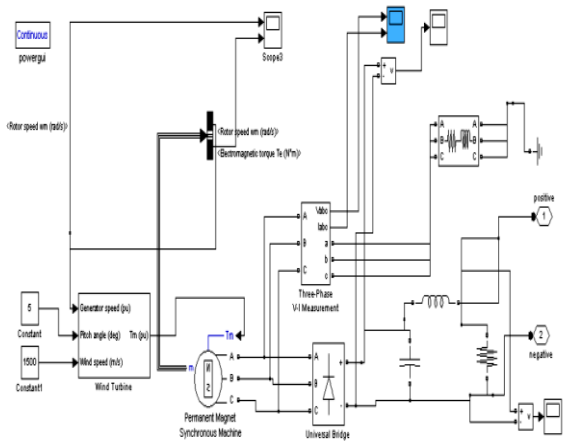 Continuous
powergui
Scope3
<Rotor speed wm (rad/s)>
<Rotor speed wm (rad/s)>
<Electromagnetic torque Te (N*m)>
+
-
v
A
B
C
A
B
C
positive
1
A
B
C
Vabc
Iabc
a
b
c
Three-Phase
V-I Measurement
5
Constant
1500
Constant1
Generator speed (pu)
Pitch angle (deg)
Wind speed (m/s)
Tm (pu)
Wind Turbine
Tm
m
N
S
A
B
C
Permanent Magnet
Synchronous Machine
A
B
C
+
-
Universal Bridge
2
negative
+
-
v